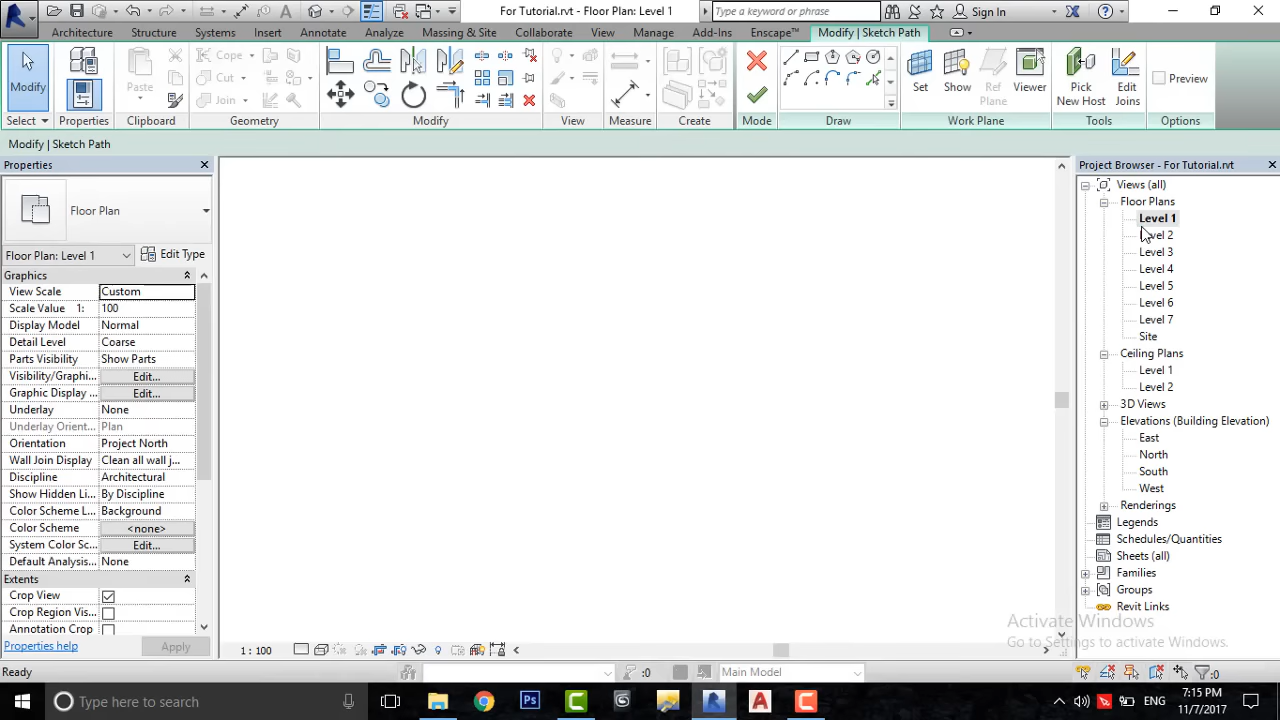 For Tutorial.rvt - Floor Plan: Level 1
Type a keyword or phrase
Sign In
Architecture Structure Systems Insert Annotate Analyze Massing & Site Collaborate View Manage Add-Ins Enscape™ Modify | Sketch Path
Modify
Select
Properties
Paste
Clipboard
Cope
Cut
Join
Geometry
Modify
View
Measure
Create
Mode
Draw
Set
Show
Ref Plane
Viewer
Work Plane
Pick New Host
Edit Joins
Tools
Preview
Options
Modify | Sketch Path
Properties
Floor Plan
Floor Plan: Level 1
Edit Type
Graphics
View Scale Custom
Scale Value 1: 100
Display Model Normal
Detail Level Coarse
Parts Visibility Show Parts
Visibility/Graphi... Edit...
Graphic Display ... Edit...
Underlay None
Underlay Orient... Plan
Orientation Project North
Wall Join Display Clean all wall j...
Discipline Architectural
Show Hidden Li... By Discipline
Color Scheme L... Background
Color Scheme <none>
System Color Sc... Edit...
Default Analysis... None
Extents
Crop View
Crop Region Vis...
Annotation Crop
Properties help
Apply
1 : 100
Project Browser - For Tutorial.rvt
Views (all)
Floor Plans
Level 1
Level 2
Level 3
Level 4
Level 5
Level 6
Level 7
Site
Ceiling Plans
Level 1
Level 2
3D Views
Elevations (Building Elevation)
East
North
South
West
Renderings
Legends
Schedules/Quantities
Sheets (all)
Families
Groups
Revit Links
Activate Windows
Go to Settings to activate Windows.
Ready
:0
Main Model
:0
Type here to search
Ps
ENG
7:15 PM
11/7/2017